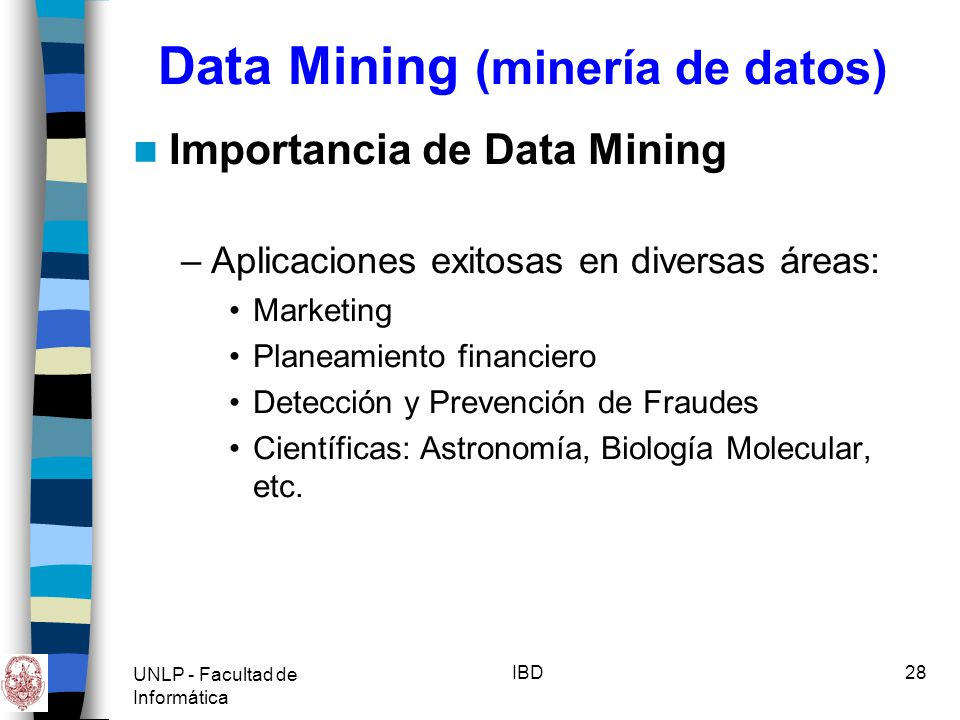 Data Mining (minería de datos)
Importancia de Data Mining
– Aplicaciones exitosas en diversas áreas:
• Marketing
• Planeamiento financiero
• Detección y Prevención de Fraudes
• Científicas: Astronomía, Biología Molecular,
etc.
UNLP - Facultad de
Informática
IBD
28